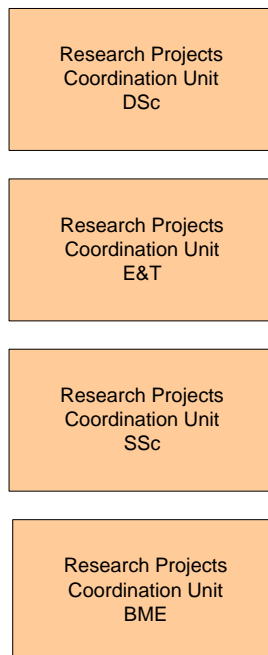 Research Projects
Coordination Unit
DSc
Research Projects
Coordination Unit
E&T
Research Projects
Coordination Unit
SSc
Research Projects
Coordination Unit
BME